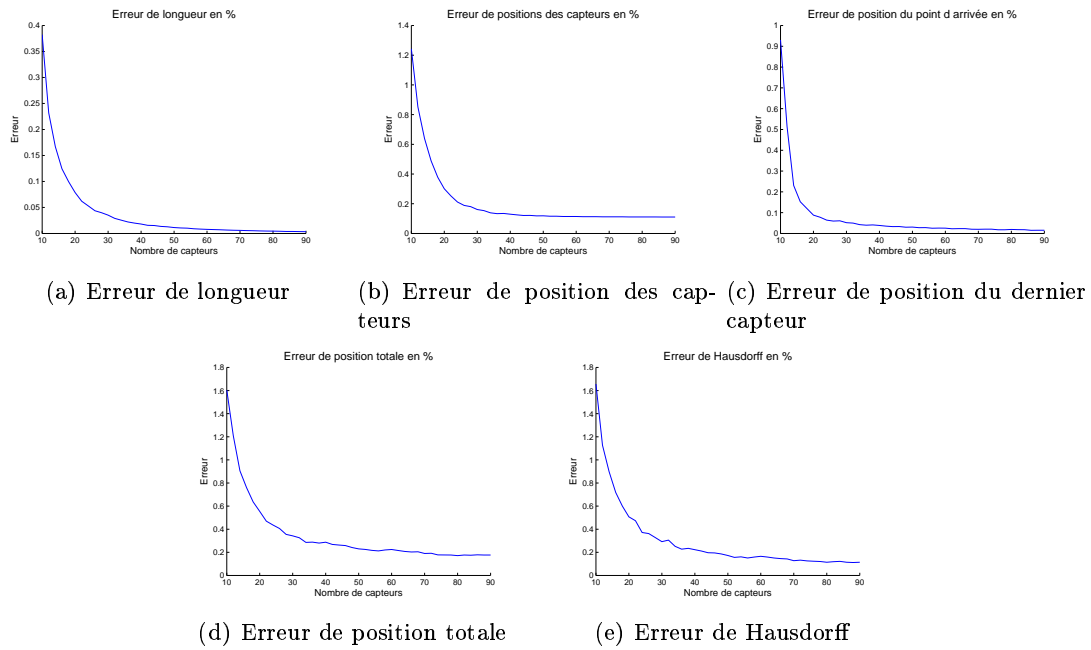 Erreur de longueur en %
0.4
0.35
0.3
0.25
0.2
0.15
0.1
0.05
0
Erreur
10 20 30 40 50 60 70 80 90
Nombre de capteurs
(a) Erreur de longueur
Erreur de positions des capteurs en %
1.4
1.2
1
0.8
0.6
0.4
0.2
0
Erreur
10 20 30 40 50 60 70 80 90
Nombre de capteurs
(b) Erreur de position des cap-
teurs
Erreur de position du point d arrivée en %
1
0.9
0.8
0.7
0.6
0.5
0.4
0.3
0.2
0.1
0
Erreur
10 20 30 40 50 60 70 80 90
Nombre de capteurs
(c) Erreur de position du dernier
capteur
Erreur de position totale en %
1.8
1.6
1.4
1.2
1
0.8
0.6
0.4
0.2
0
Erreur
10 20 30 40 50 60 70 80 90
Nombre de capteurs
(d) Erreur de position totale
Erreur de Hausdorff en %
1.8
1.6
1.4
1.2
1
0.8
0.6
0.4
0.2
0
Erreur
10 20 30 40 50 60 70 80 90
Nombre de capteurs
(e) Erreur de Hausdorff